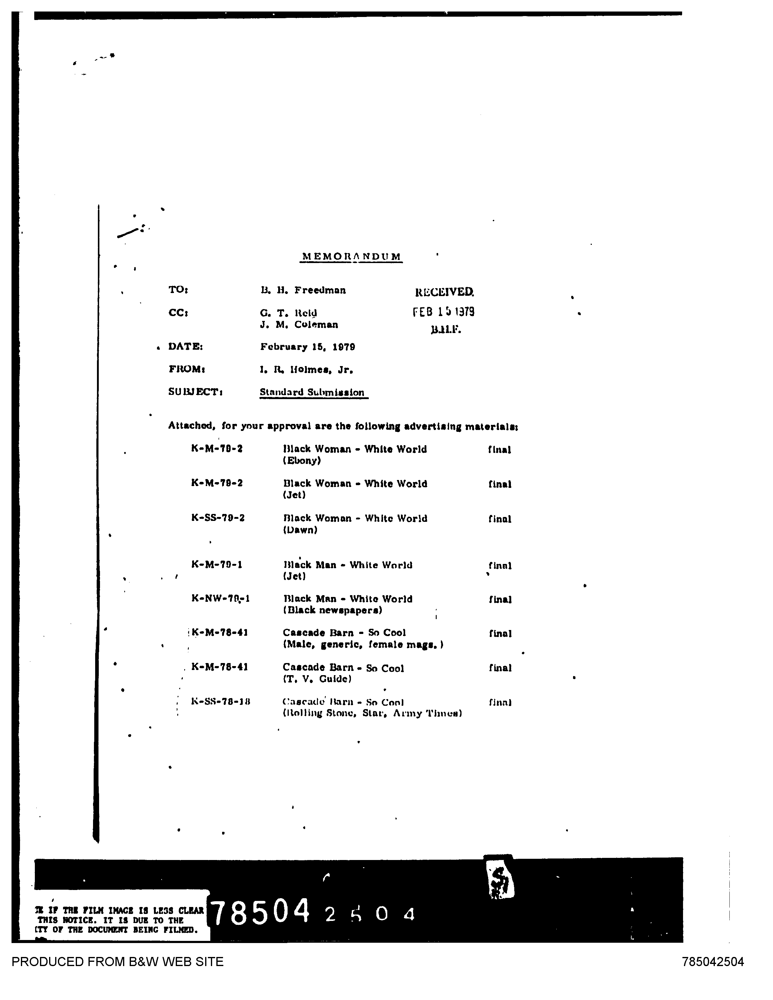 MEMORANDUM
TO: B. H. Freedman
RECEIVED
CC: G. T. Reid
J. M. Coleman
FEB 15 1979
B.H.F.
DATE: February 15, 1979
FROM: I. R. Holmes, Jr.
SUBJECT: Standard Submission
Attached, for your approval are the following advertising materials:
K-M-79-2 Black Woman - White World final
(Ebony)
K-M-79-2 Black Woman - White World final
(Jet)
K-SS-79-2 Black Woman - White World final
(Dawn)
K-M-79-1 Black Man - White World final
(Jet)
K-NW-79-1 Black Man - White World final
(Black newspapers)
K-M-78-41 Cascade Barn - So Cool final
(Male, generic, female mags.)
K-M-78-41 Cascade Barn - So Cool final
(T. V. Guide)
K-SS-78-18 Cascade Barn - So Cool final
(Rolling Stone, Star, Army Times)
IF THE FILM IMAGE IS LESS CLEAR
THIS NOTICE. IT IS DUE TO THE
OF THE DOCUMENT BEING FILMED.
78504 2504
PRODUCED FROM B&W WEB SITE
785042504